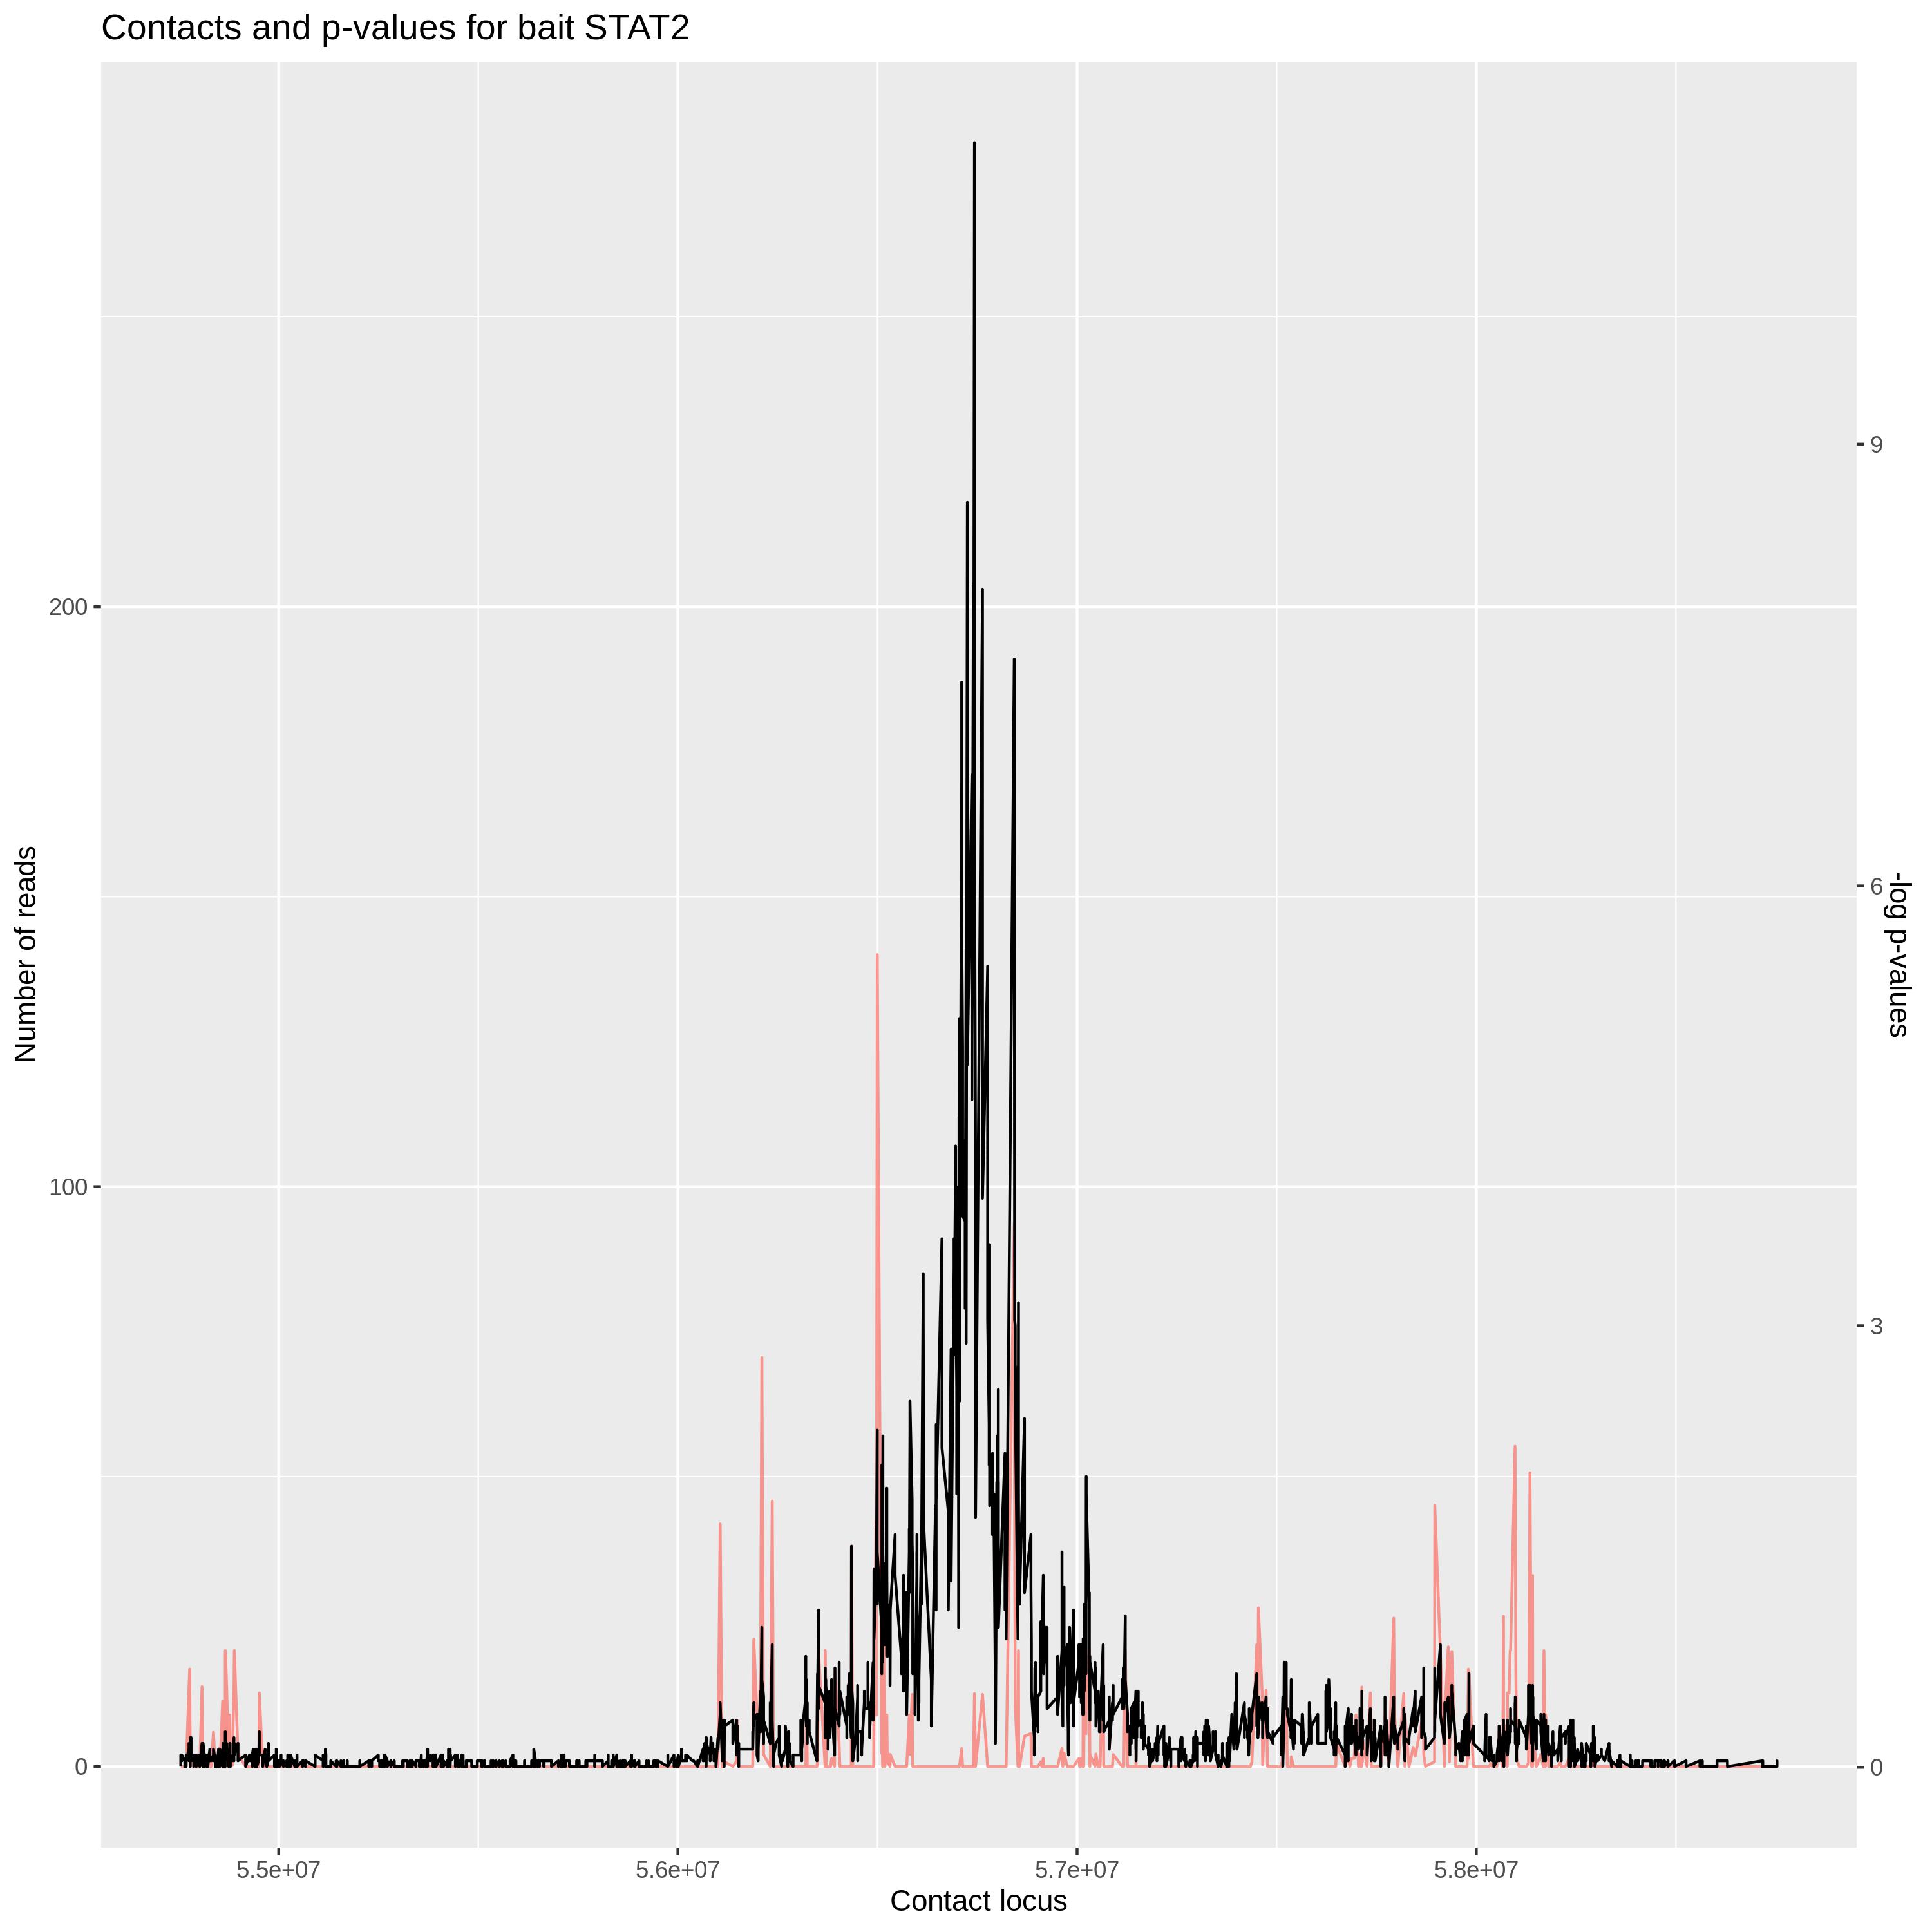 Contacts and p-values for bait STAT2
Number of reads
200
100
0
9
6
3
0
-log p-values
5.5e+07
5.6e+07
5.7e+07
5.8e+07
Contact locus